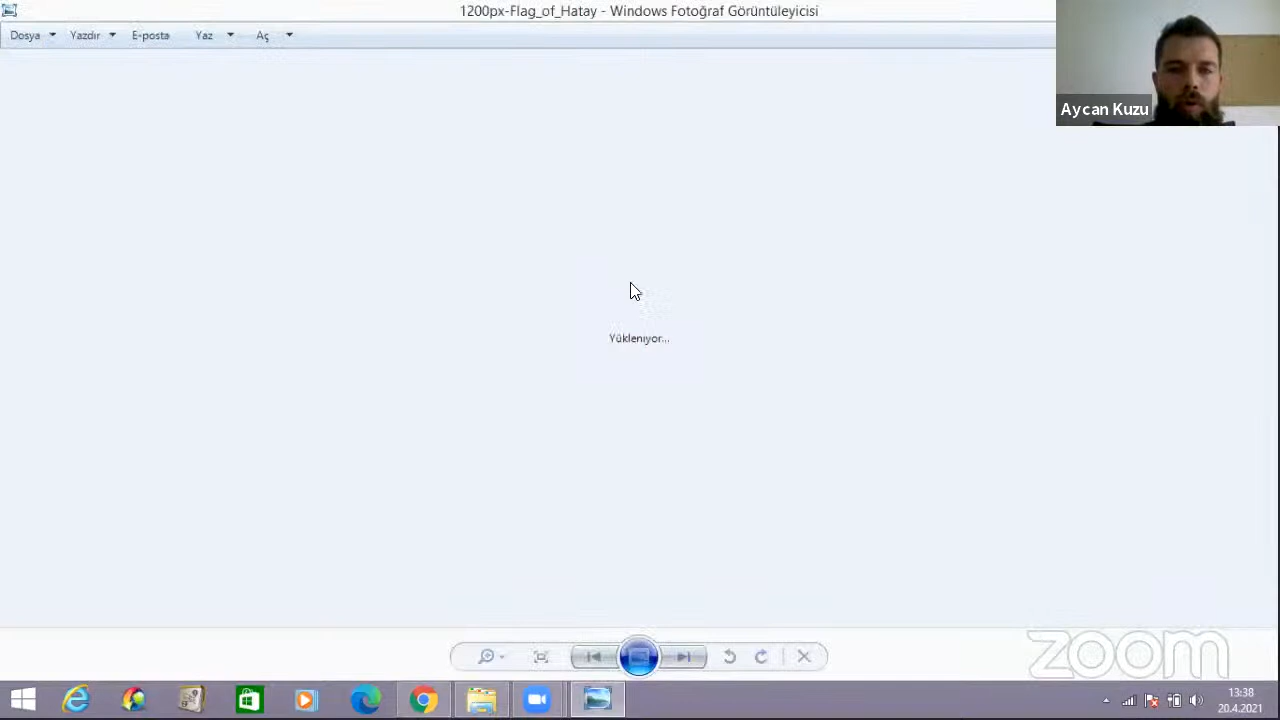 1200px-Flag_of_Hatay - Windows Fotoğraf Görüntüleyicisi
Dosya Yazdır E-posta Yaz Aç
Aycan Kuzu
Yükleniyor...
zoom
13:38
20.4.2021